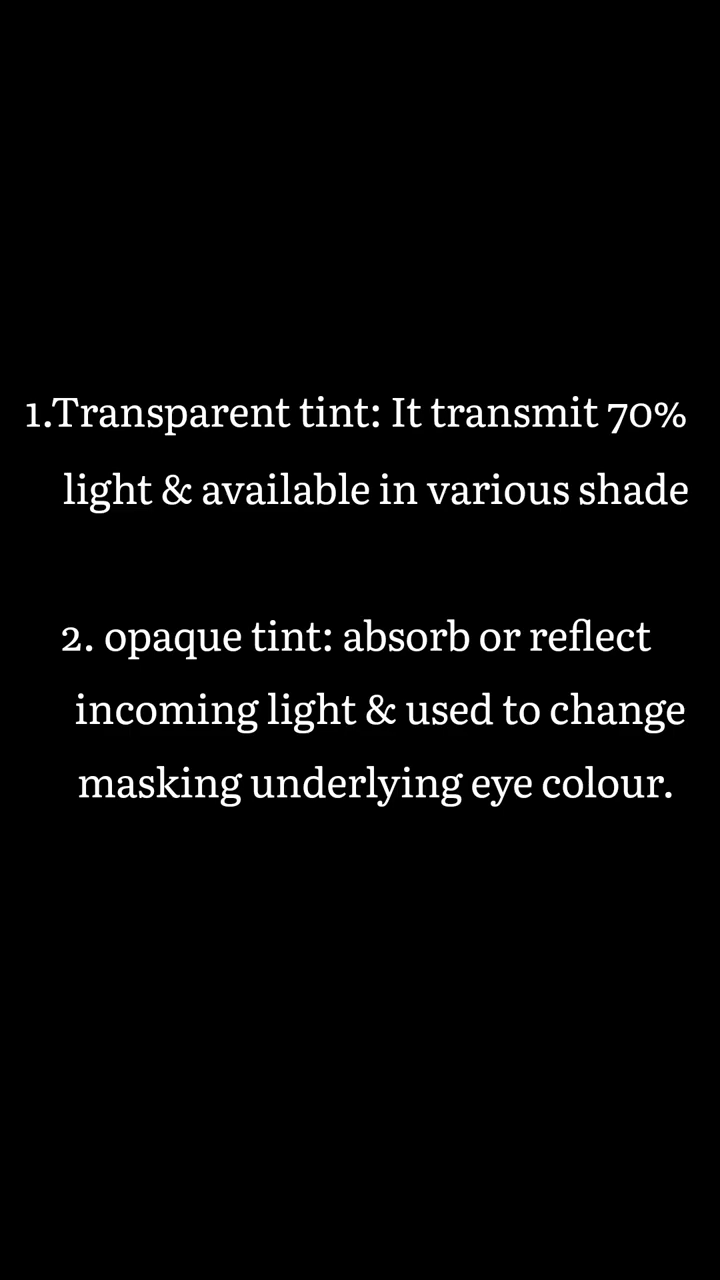 1.Transparent tint: It transmit 70%
light & available in various shade
2. opaque tint: absorb or reflect
incoming light & used to change
masking underlying eye colour.